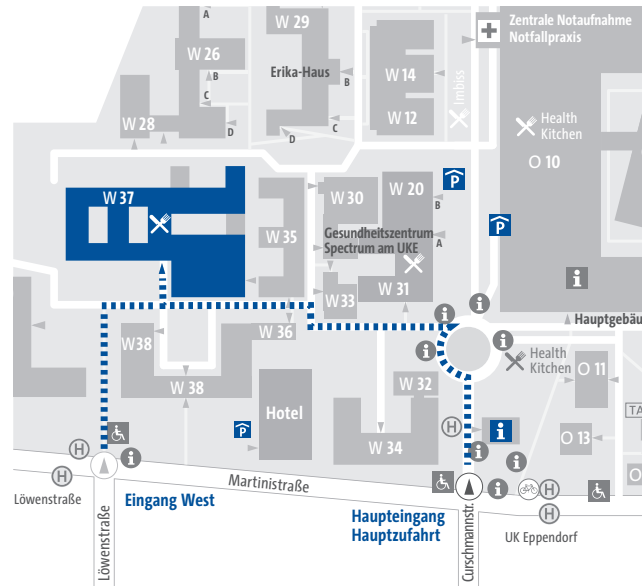 A
W 29
Zentrale Notaufnahme
Notfallpraxis
W 26
Erika-Haus
B
B
W 14
Imbiss
C
W 12
C
W 28
D
D
Health
Kitchen
O 10
P
W 37
W 30
W 20
B
P
W 35
Gesundheitszentrum
Spectrum am UKE
A
i
W 33
W 31
i
i
Hauptgebäu
W38
W 36
i
i
Health
Kitchen
O 11
W 38
W 32
Hotel
P
H
i
TA
O 13
H
W 34
i
i
i
O
H
Martinistraße
Löwenstraße
Eingang West
i
H
Haupteingang
Hauptzufahrt
H
UK Eppendorf
Löwenstraße
Curschmannstr.